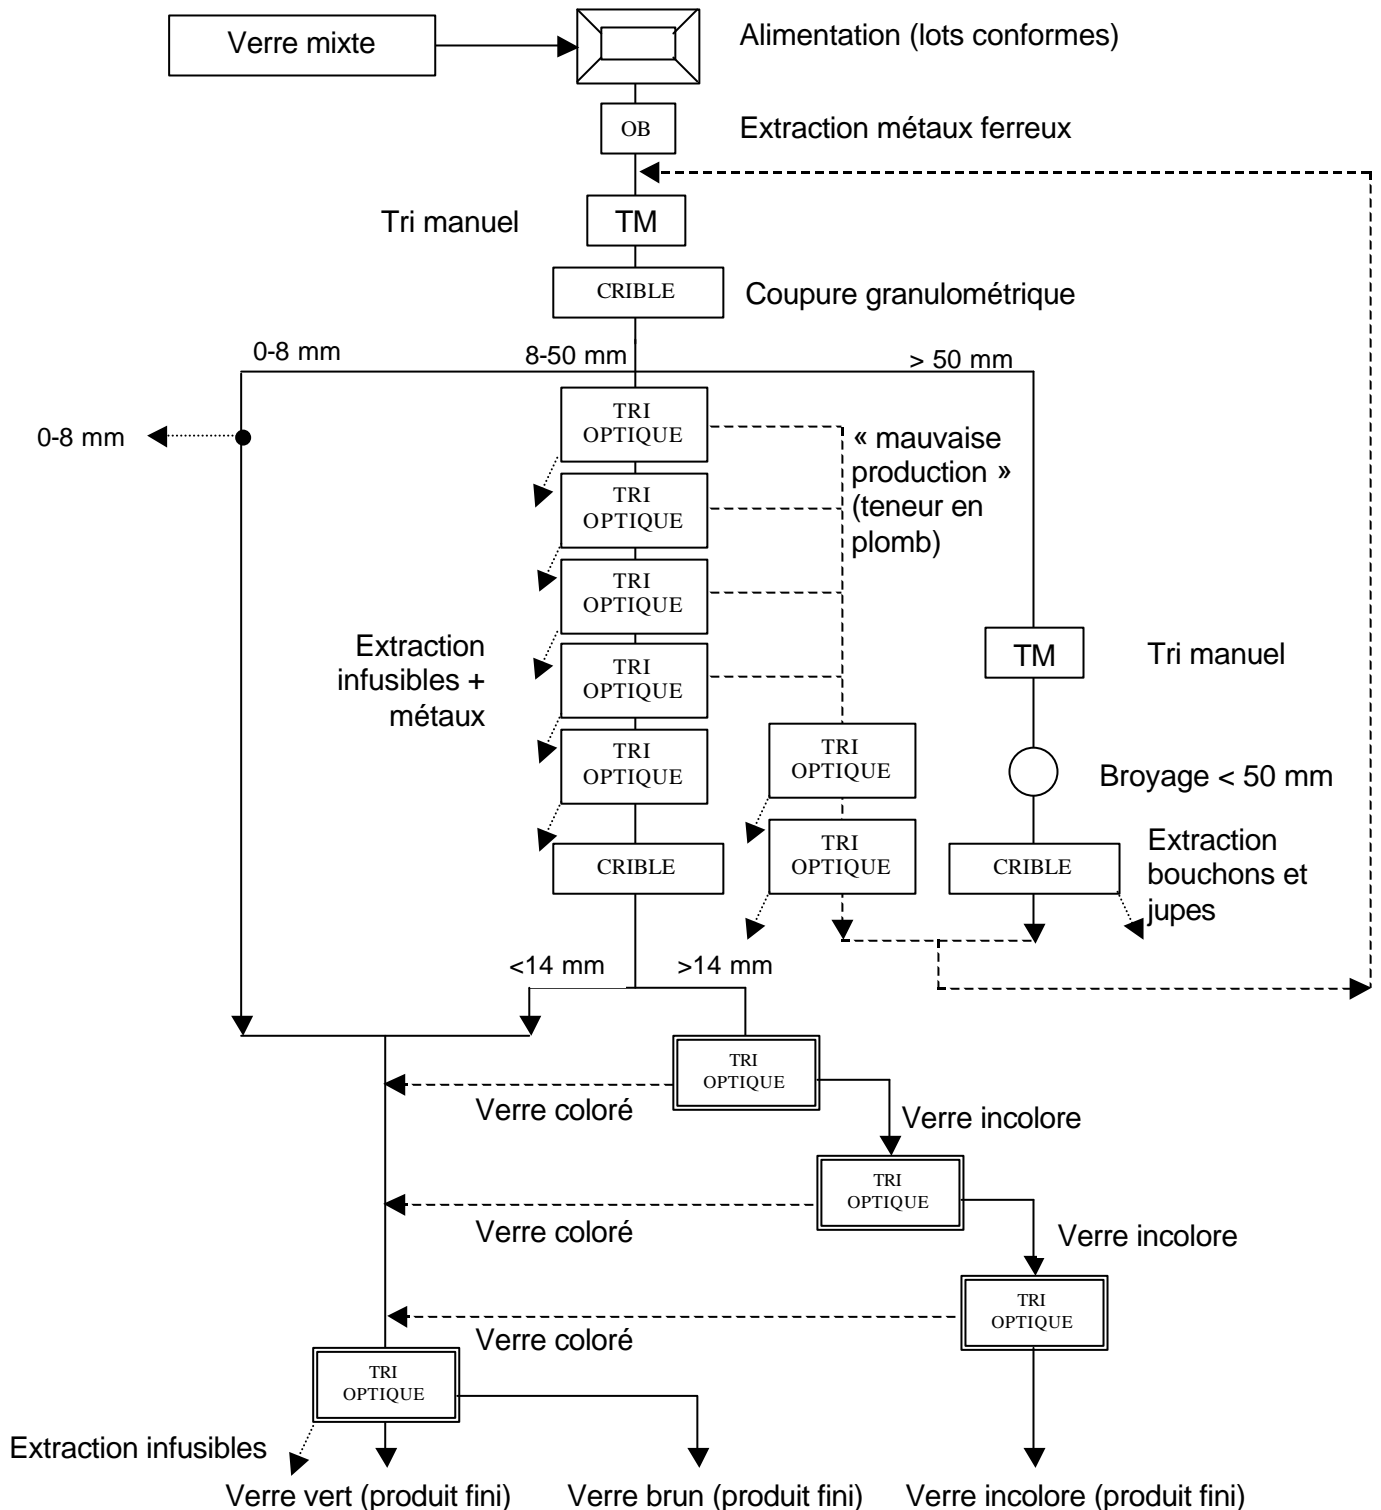 Verre mixte
Alimentation (lots conformes)
OB
Extraction métaux ferreux
Tri manuel
TM
CRIBLE
Coupure granulométrique
0-8 mm
8-50 mm
> 50 mm
0-8 mm
TRI
OPTIQUE
« mauvaise
production »
(teneur en
plomb)
TRI
OPTIQUE
TRI
OPTIQUE
Extraction
infusibles +
métaux
TRI
OPTIQUE
TM
Tri manuel
TRI
OPTIQUE
TRI
OPTIQUE
Broyage < 50 mm
CRIBLE
TRI
OPTIQUE
CRIBLE
Extraction
bouchons et
jupes
<14 mm
>14 mm
TRI
OPTIQUE
Verre coloré
Verre incolore
TRI
OPTIQUE
Verre coloré
Verre incolore
TRI
OPTIQUE
Verre coloré
TRI
OPTIQUE
Extraction infusibles
Verre vert (produit fini)
Verre brun (produit fini)
Verre incolore (produit fini)